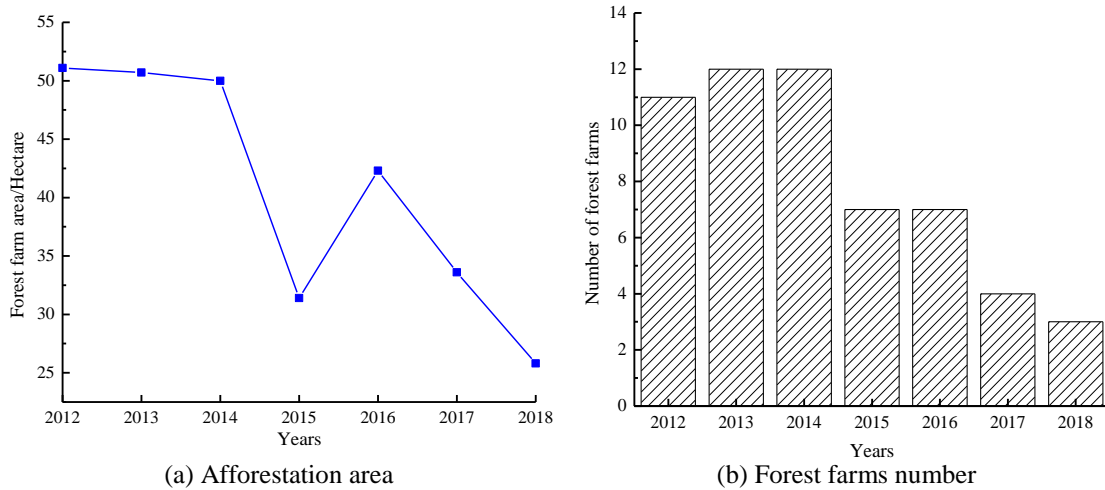 55
50
45
40
35
30
25
Forest farm area/Hectare
2012 2013 2014 2015 2016 2017 2018
Years
(a) Afforestation area
14
12
10
8
6
4
2
0
Number of forest farms
2012 2013 2014 2015 2016 2017 2018
Years
(b) Forest farms number